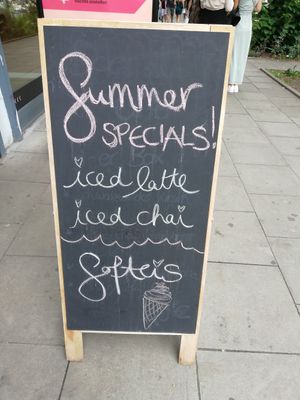 Summer
SPECIALS!
iced latte
iced chai
Softeis